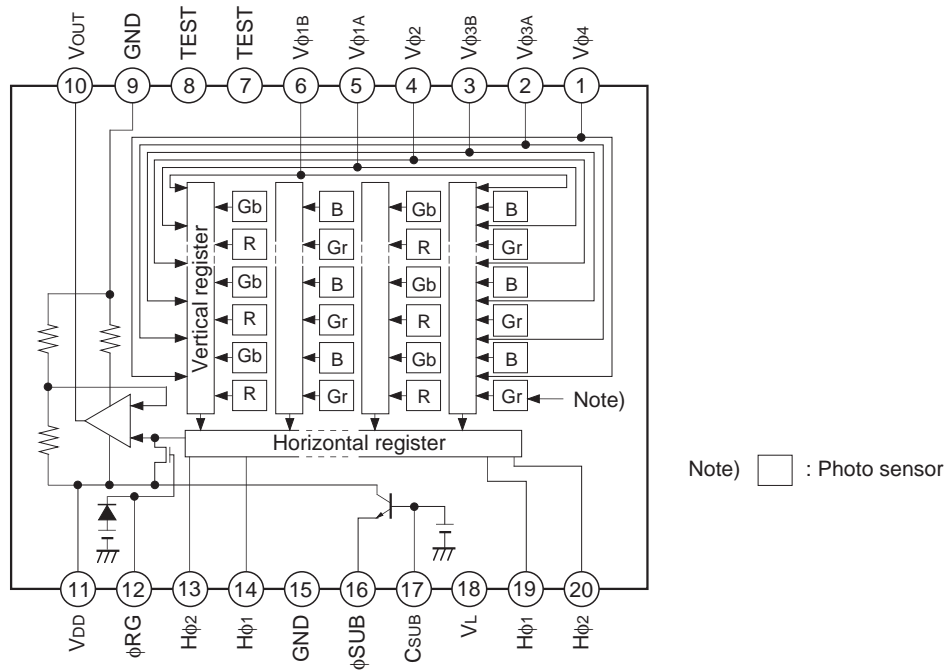 VOUT GND TEST TEST Vϕ1B Vϕ1A Vϕ2 Vϕ3B Vϕ3A Vϕ4
10 9 8 7 6 5 4 3 2 1
Vertical register
Gb B Gb B
R Gr R Gr
Gb B Gb B
R Gr R Gr
Gb B Gb B
R Gr R Gr
Note)
Horizontal register
Note) : Photo sensor
11 12 13 14 15 16 17 18 19 20
VDD ϕRG Hϕ2 Hϕ1 GND ϕSUB CSUB VL Hϕ1 Hϕ2